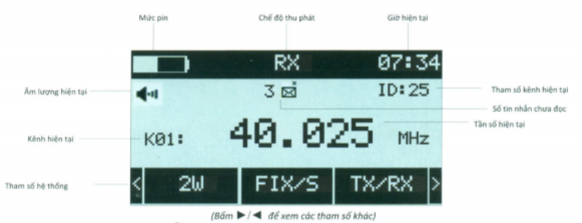 Mức pin
Chế độ thu phát
Giờ hiện tại
RX
07:34
Âm lượng hiện tại
3
ID:25
Tham số kênh hiện tại
Số tin nhắn chưa đọc
Tần số hiện tại
Kênh hiện tại
K01:
40.025
MHz
Tham số hệ thống
< 2W FIX/S TX/RX >
(Bấm ►/◄ để xem các tham số khác)